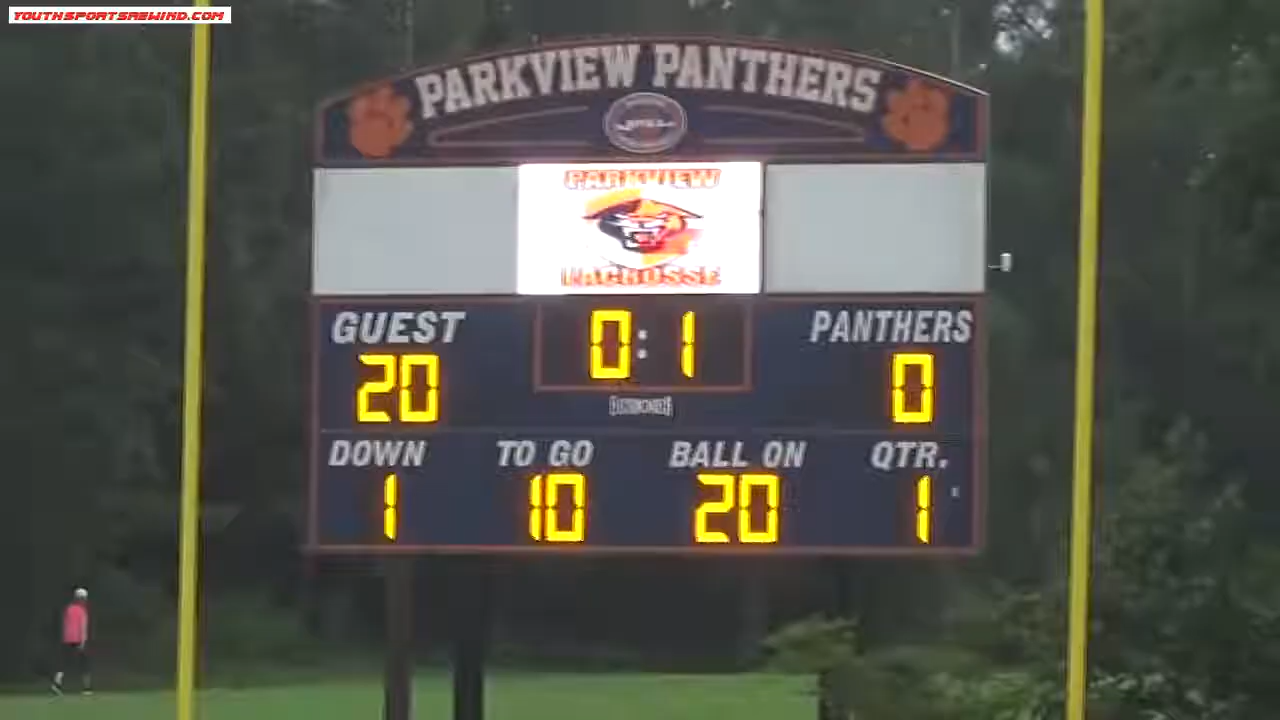 YOUTHSPORTSREWIND.COM
PARKVIEW PANTHERS
PARKVIEW
LACROSSE
GUEST 0:1 PANTHERS
20 0
DOWN TO GO BALL ON QTR.
1 10 20 1